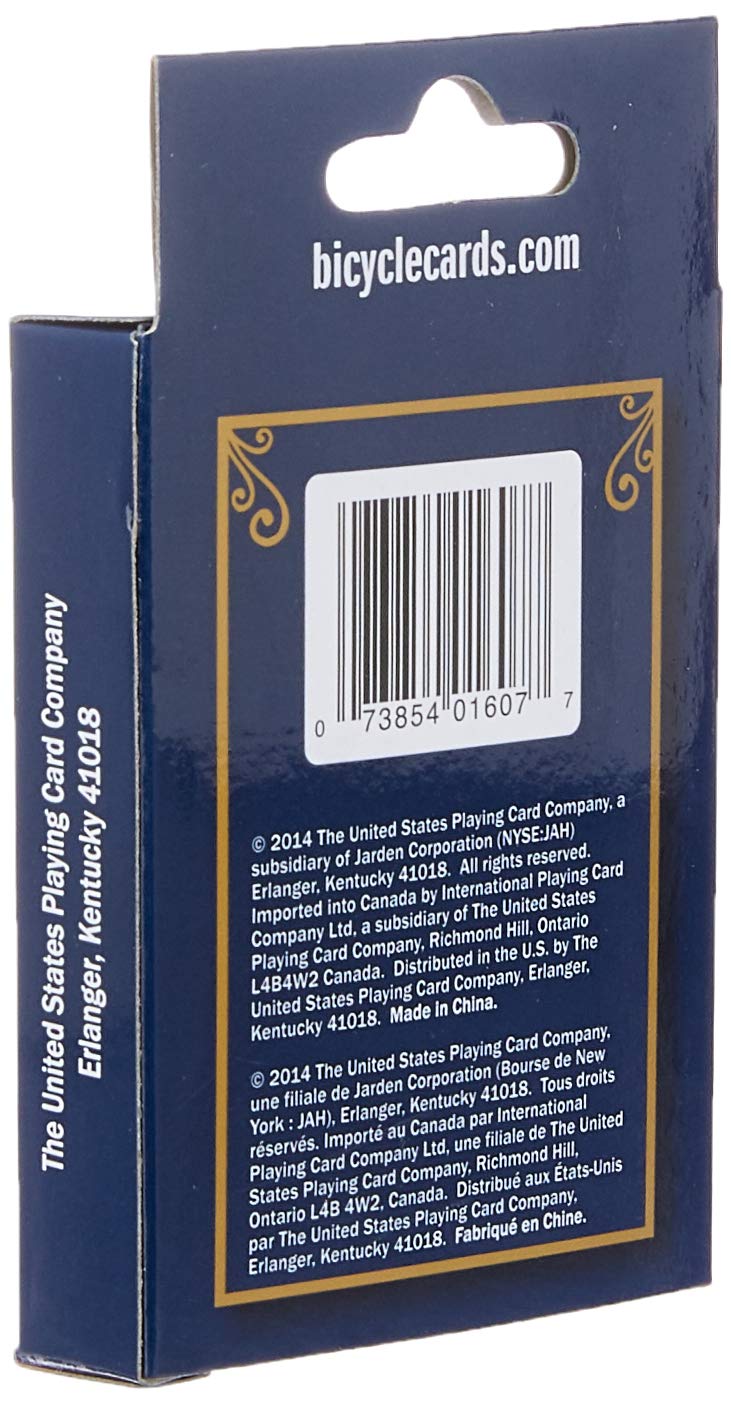 bicyclecards.com
0 73854 01607 7
© 2014 The United States Playing Card Company, a
subsidiary of Jarden Corporation (NYSE:JAH)
Erlanger, Kentucky 41018. All rights reserved.
Imported into Canada by International Playing Card
Company Ltd, a subsidiary of The United States
Playing Card Company, Richmond Hill, Ontario
L4B4W2 Canada. Distributed in the U.S. by The
United States Playing Card Company, Erlanger,
Kentucky 41018. Made in China.
© 2014 The United States Playing Card Company,
une filiale de Jarden Corporation (Bourse de New
York : JAH), Erlanger, Kentucky 41018. Tous droits
réservés. Importé au Canada par International
Playing Card Company Ltd, une filiale de The United
States Playing Card Company, Richmond Hill,
Ontario L4B 4W2, Canada. Distribué aux États-Unis
par The United States Playing Card Company,
Erlanger, Kentucky 41018. Fabriqué en Chine.
The United States Playing Card Company
Erlanger, Kentucky 41018